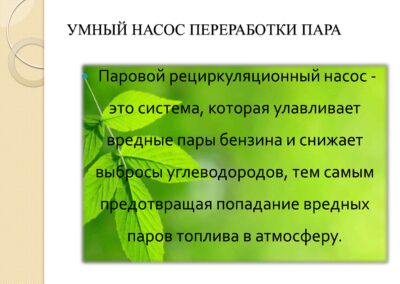 УМНЫЙ НАСОС ПЕРЕРАБОТКИ ПАРА
Паровой рециркуляционный насос -
это система, которая улавливает
вредные пары бензина и снижает
выбросы углеводородов, тем самым
предотвращая попадание вредных
паров топлива в атмосферу.